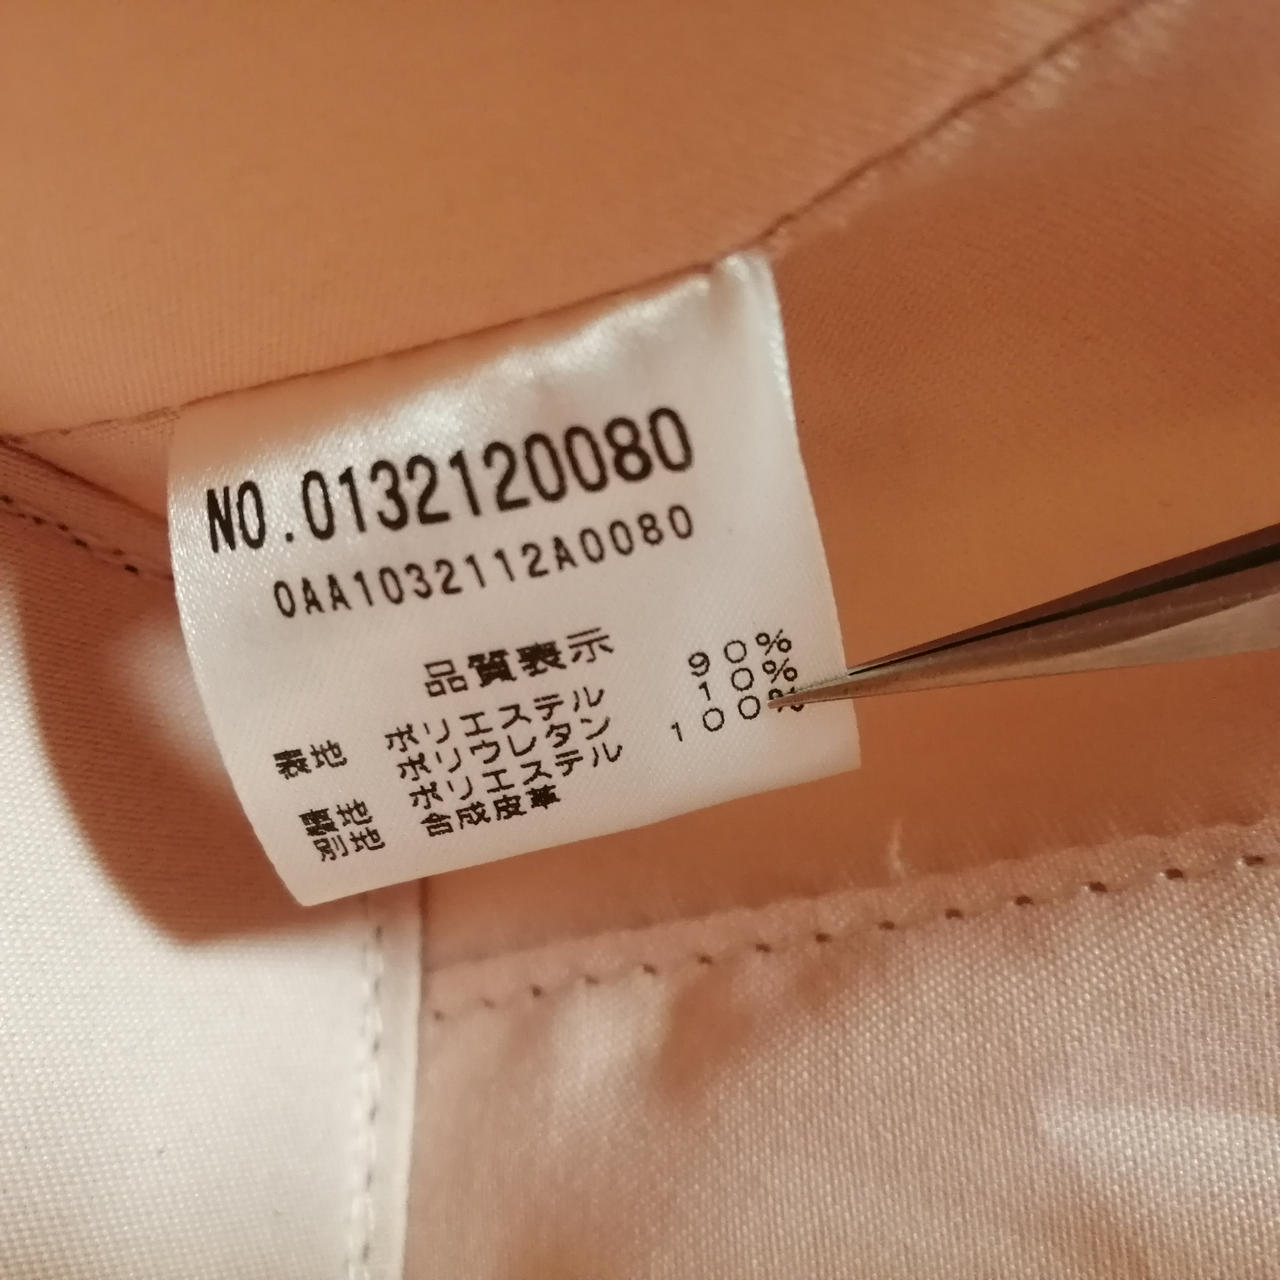 NO.0132120080
0AA1032112A0080
品質表示
表地 ポリエステル 90%
ポリウレタン 10%
裏地 ポリエステル 100%
別地 合成皮革